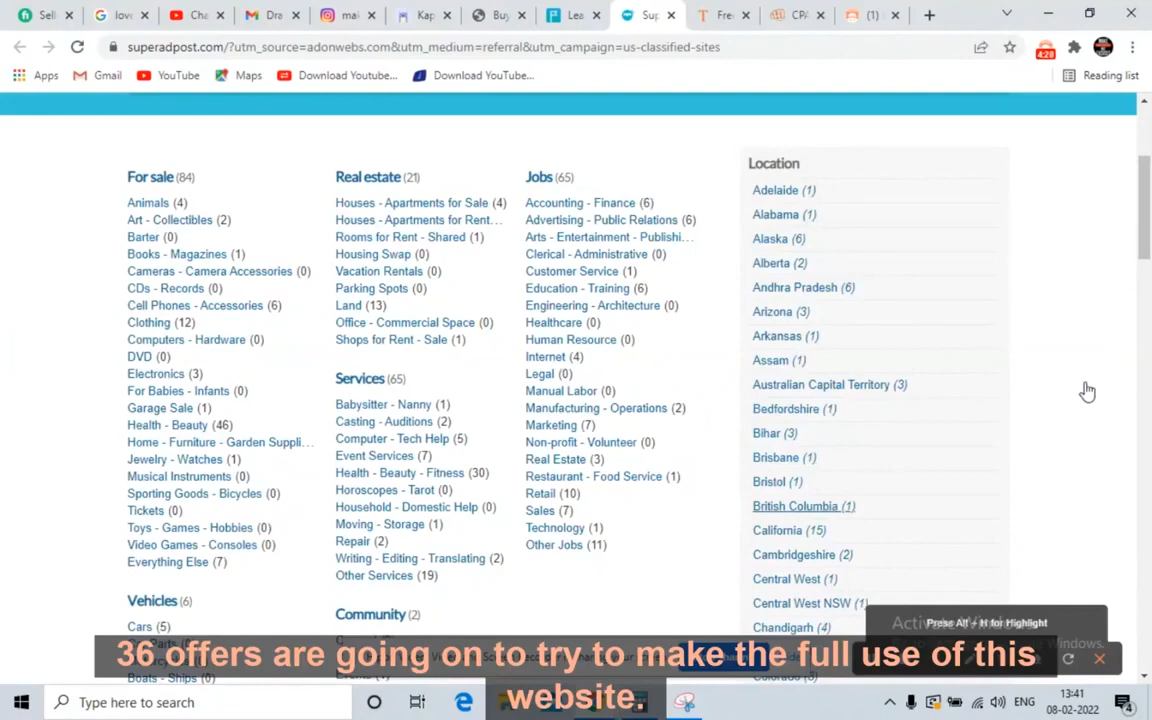 Sell
love
Cha
Dra
mai
Kap
Buy
Lea
Sup
Fre
CPA
(1)
superadpost.com/?utm_source=adonwebs.com&utm_medium=referral&utm_campaign=us-classified-sites
4:20
Apps
Gmail
YouTube
Maps
Download Youtube...
Download YouTube...
Reading list
For sale (84)
Animals (4)
Art - Collectibles (2)
Barter (0)
Books - Magazines (1)
Cameras - Camera Accessories (0)
CDs - Records (0)
Cell Phones - Accessories (6)
Clothing (12)
Computers - Hardware (0)
DVD (0)
Electronics (3)
For Babies - Infants (0)
Garage Sale (1)
Health - Beauty (46)
Home - Furniture - Garden Suppli...
Jewelry - Watches (1)
Musical Instruments (0)
Sporting Goods - Bicycles (0)
Tickets (0)
Toys - Games - Hobbies (0)
Video Games - Consoles (0)
Everything Else (7)
Vehicles (6)
Cars (5)
Boats - Ships (0)
Real estate (21)
Houses - Apartments for Sale (4)
Houses - Apartments for Rent...
Rooms for Rent - Shared (1)
Housing Swap (0)
Vacation Rentals (0)
Parking Spots (0)
Land (13)
Office - Commercial Space (0)
Shops for Rent - Sale (1)
Services (65)
Babysitter - Nanny (1)
Casting - Auditions (2)
Computer - Tech Help (5)
Event Services (7)
Health - Beauty - Fitness (30)
Horoscopes - Tarot (0)
Household - Domestic Help (0)
Moving - Storage (1)
Repair (2)
Writing - Editing - Translating (2)
Other Services (19)
Community (2)
Jobs (65)
Accounting - Finance (6)
Advertising - Public Relations (6)
Arts - Entertainment - Publishi...
Clerical - Administrative (0)
Customer Service (1)
Education - Training (6)
Engineering - Architecture (0)
Healthcare (0)
Human Resource (0)
Internet (4)
Legal (0)
Manual Labor (0)
Manufacturing - Operations (2)
Marketing (7)
Non-profit - Volunteer (0)
Real Estate (3)
Restaurant - Food Service (1)
Retail (10)
Sales (7)
Technology (1)
Other Jobs (11)
Location
Adelaide (1)
Alabama (1)
Alaska (6)
Alberta (2)
Andhra Pradesh (6)
Arizona (3)
Arkansas (1)
Assam (1)
Australian Capital Territory (3)
Bedfordshire (1)
Bihar (3)
Brisbane (1)
Bristol (1)
British Columbia (1)
California (15)
Cambridgeshire (2)
Central West (1)
Central West NSW (1)
Chandigarh (4)
Press Alt + H for Highlight
36 offers are going on to try to make the full use of this
website.
Type here to search
ENG
13:41
08-02-2022
4